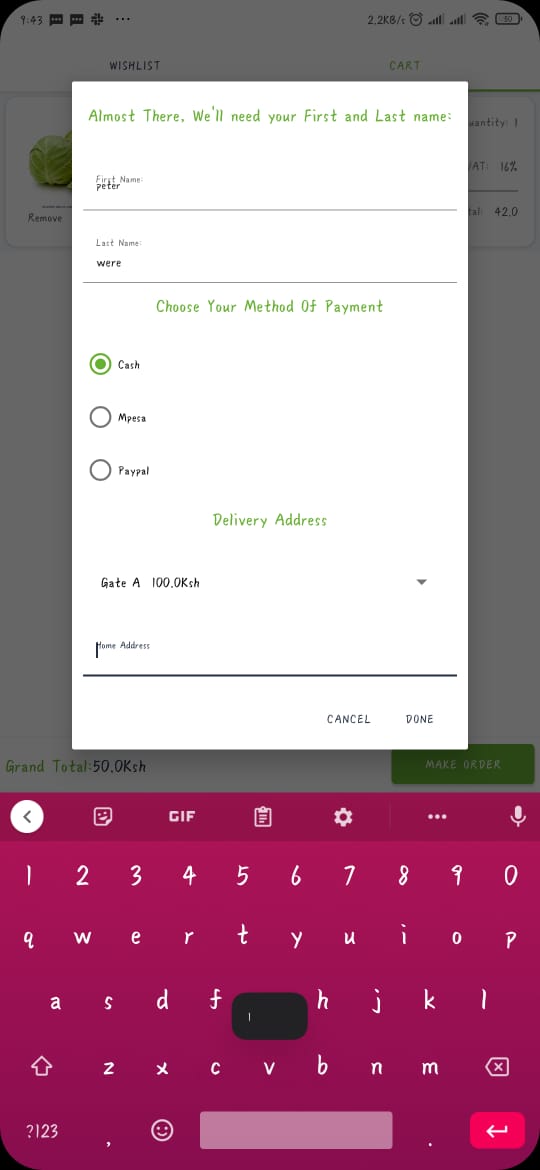 9:43 ... 2.2KB/s 50
WISHLIST CART
Almost There, We'll need your First and Last name:
uantity: 1
First Name:
peter
VAT: 16%
Remove
tal: 42.0
Last Name:
were
Choose Your Method Of Payment
Cash
Mpesa
Paypal
Delivery Address
Gate A 100.0Ksh
Home Address
CANCEL DONE
Grand Total:50.0Ksh MAKE ORDER
GIF
1 2 3 4 5 6 7 8 9 0
q w e r t y u i o p
a s d f h j k l
z x c v b n m
?123 , .